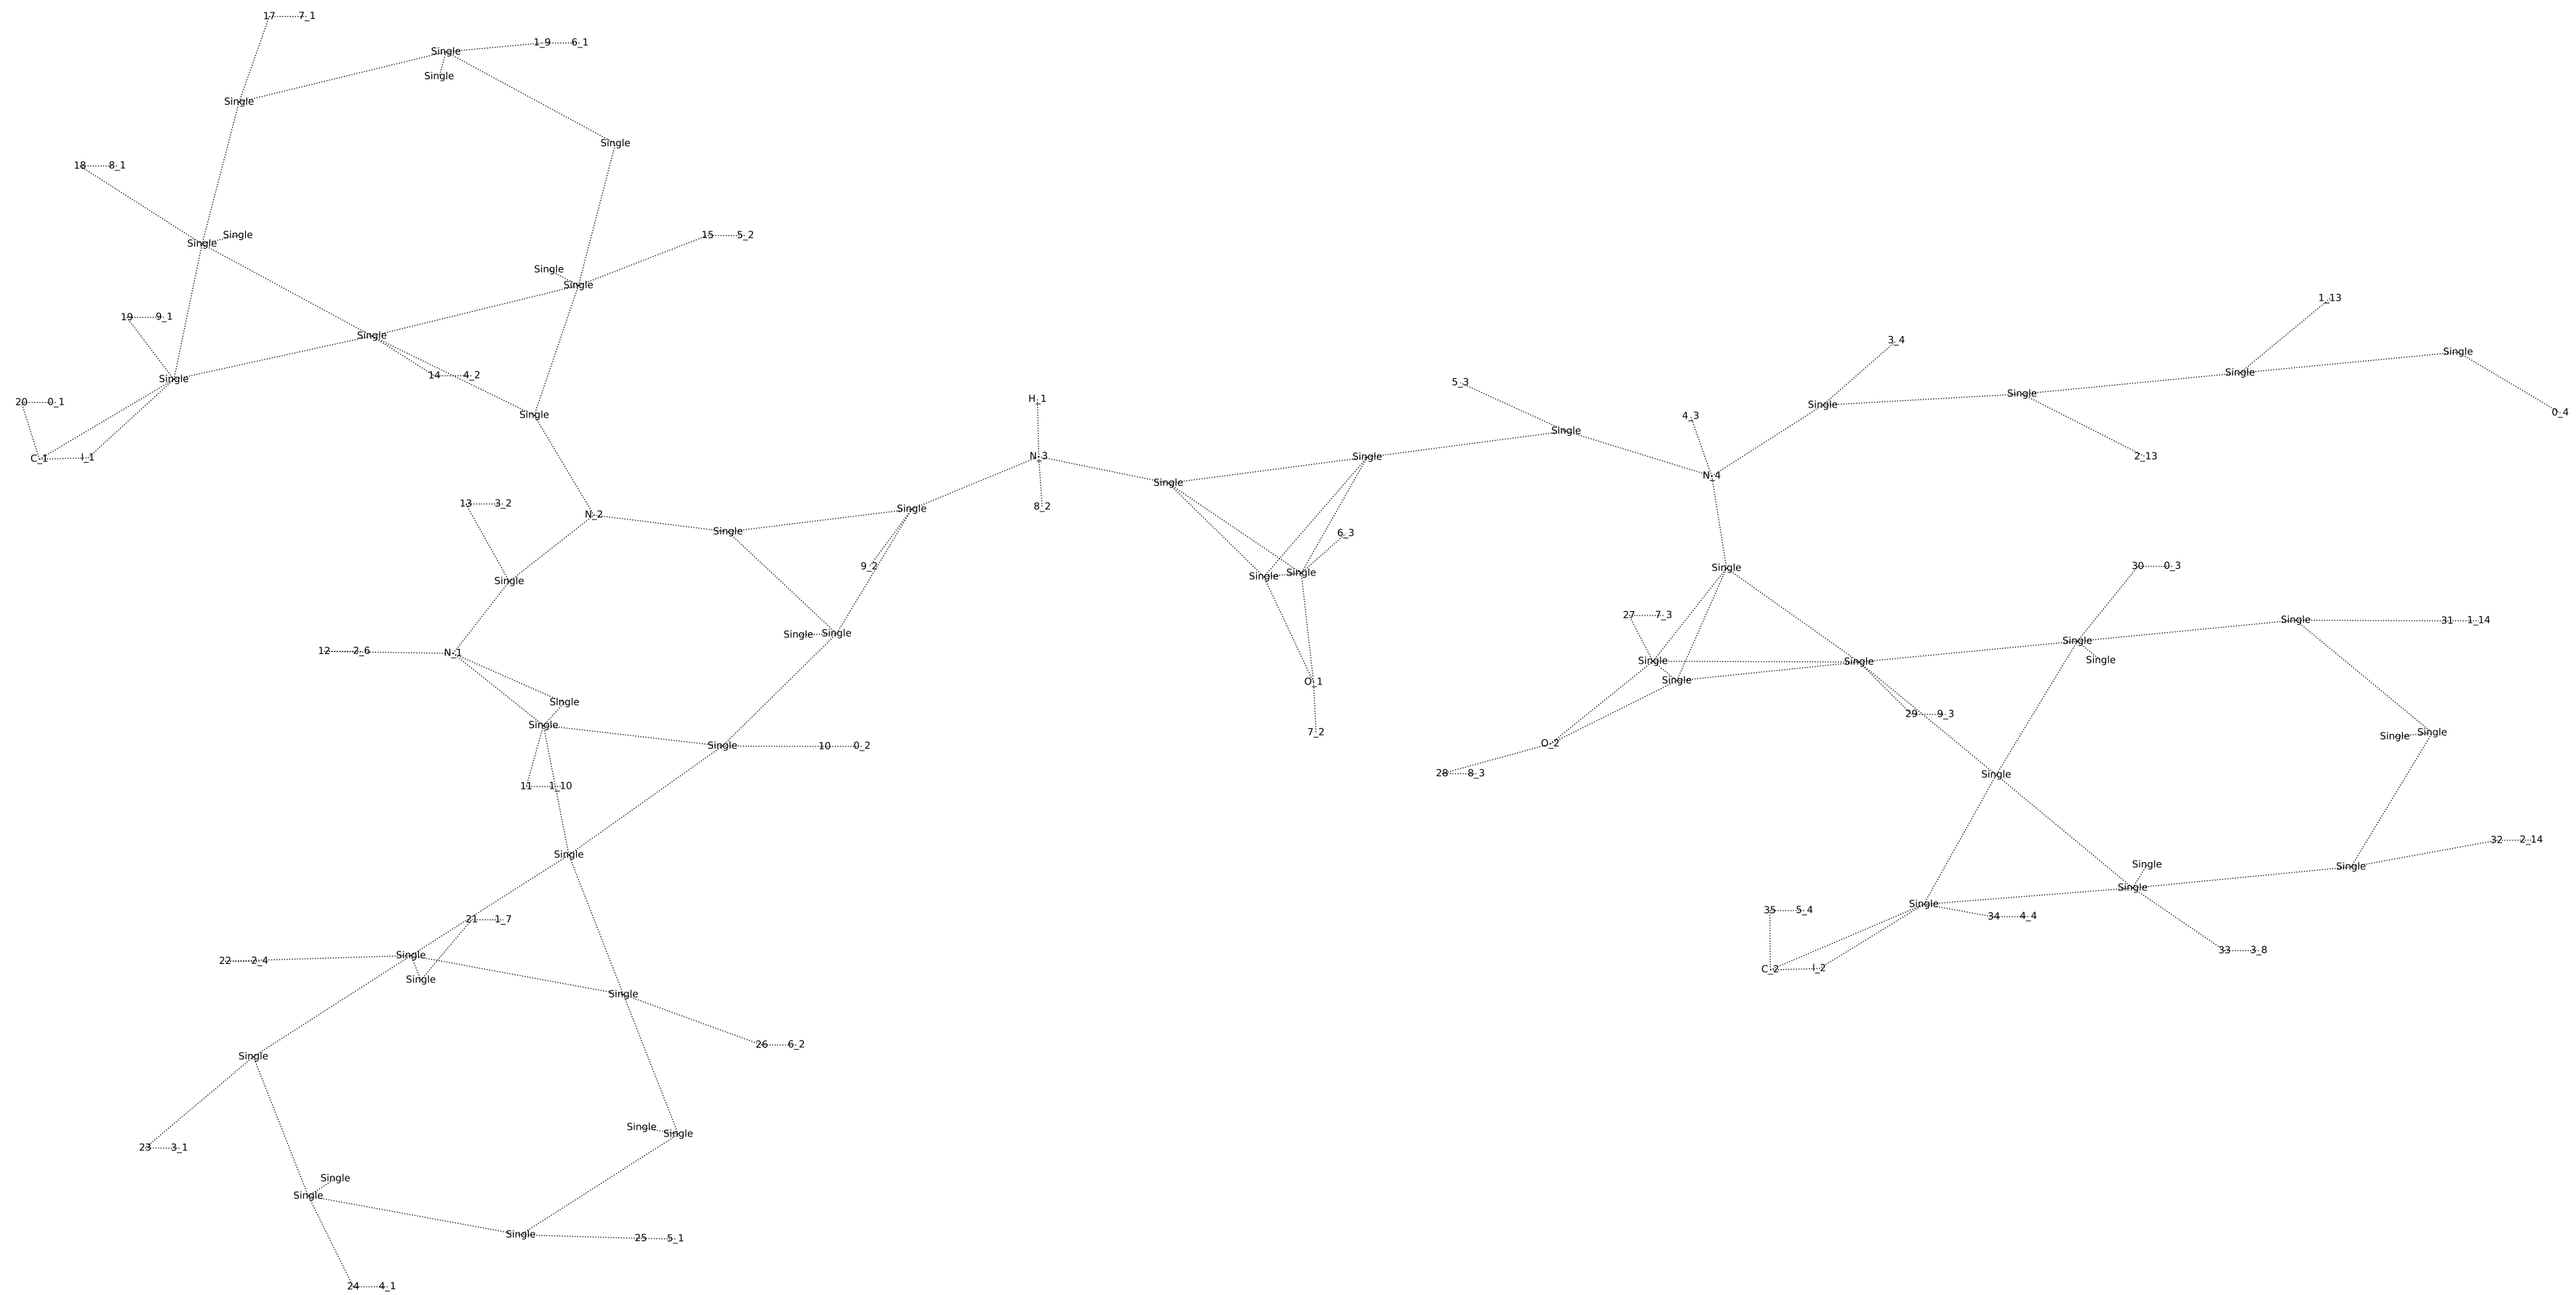 17 7_1
1_9 6_1
Single
Single
Single
Single
18 8_1
Single
Single
15 5_2
Single
Single
19 9_1
1_13
Single
3_4
Single
Single
14 4_2
Single
5_3
Single
Single
Single
20 0_1
H_1
0_4
Single
4_3
Single
C_1
I_1
N_3
Single
2_13
N_4
Single
13 3_2
8_2
Single
N_2
Single
6_3
9_2
Single
30 0_3
Single
Single
Single
27 7_3
Single
31 1_14
Single Single
Single
12 2_6
N_1
Single
Single
Single
Single
O_1
Single
Single
29 9_3
Single
7_2
Single
Single
Single
10 0_2
O_2
28 8_3
Single
11 1_10
32 2_14
Single
Single
Single
Single
Single
35 5_4
34 4_4
21 1_7
33 3_8
Single
22 2_4
C_2
I_2
Single
Single
26 6_2
Single
Single
Single
23 3_1
Single
Single
Single
25 5_1
24 4_1